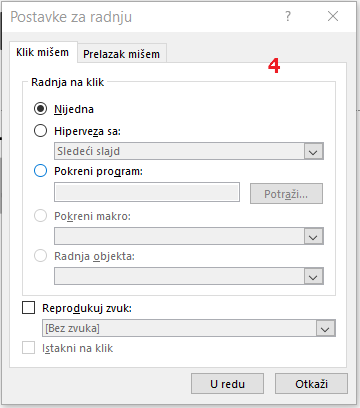 Postavke za radnju ?
Klik mišem Prelazak mišem
4
Radnja na klik
Nijedna
Hiperveza sa:
Sledeći slajd
Pokreni program:
Potraži...
Pokreni makro:
Radnja objekta:
Reprodukuj zvuk:
[Bez zvuka]
Istakni na klik
U redu Otkaži